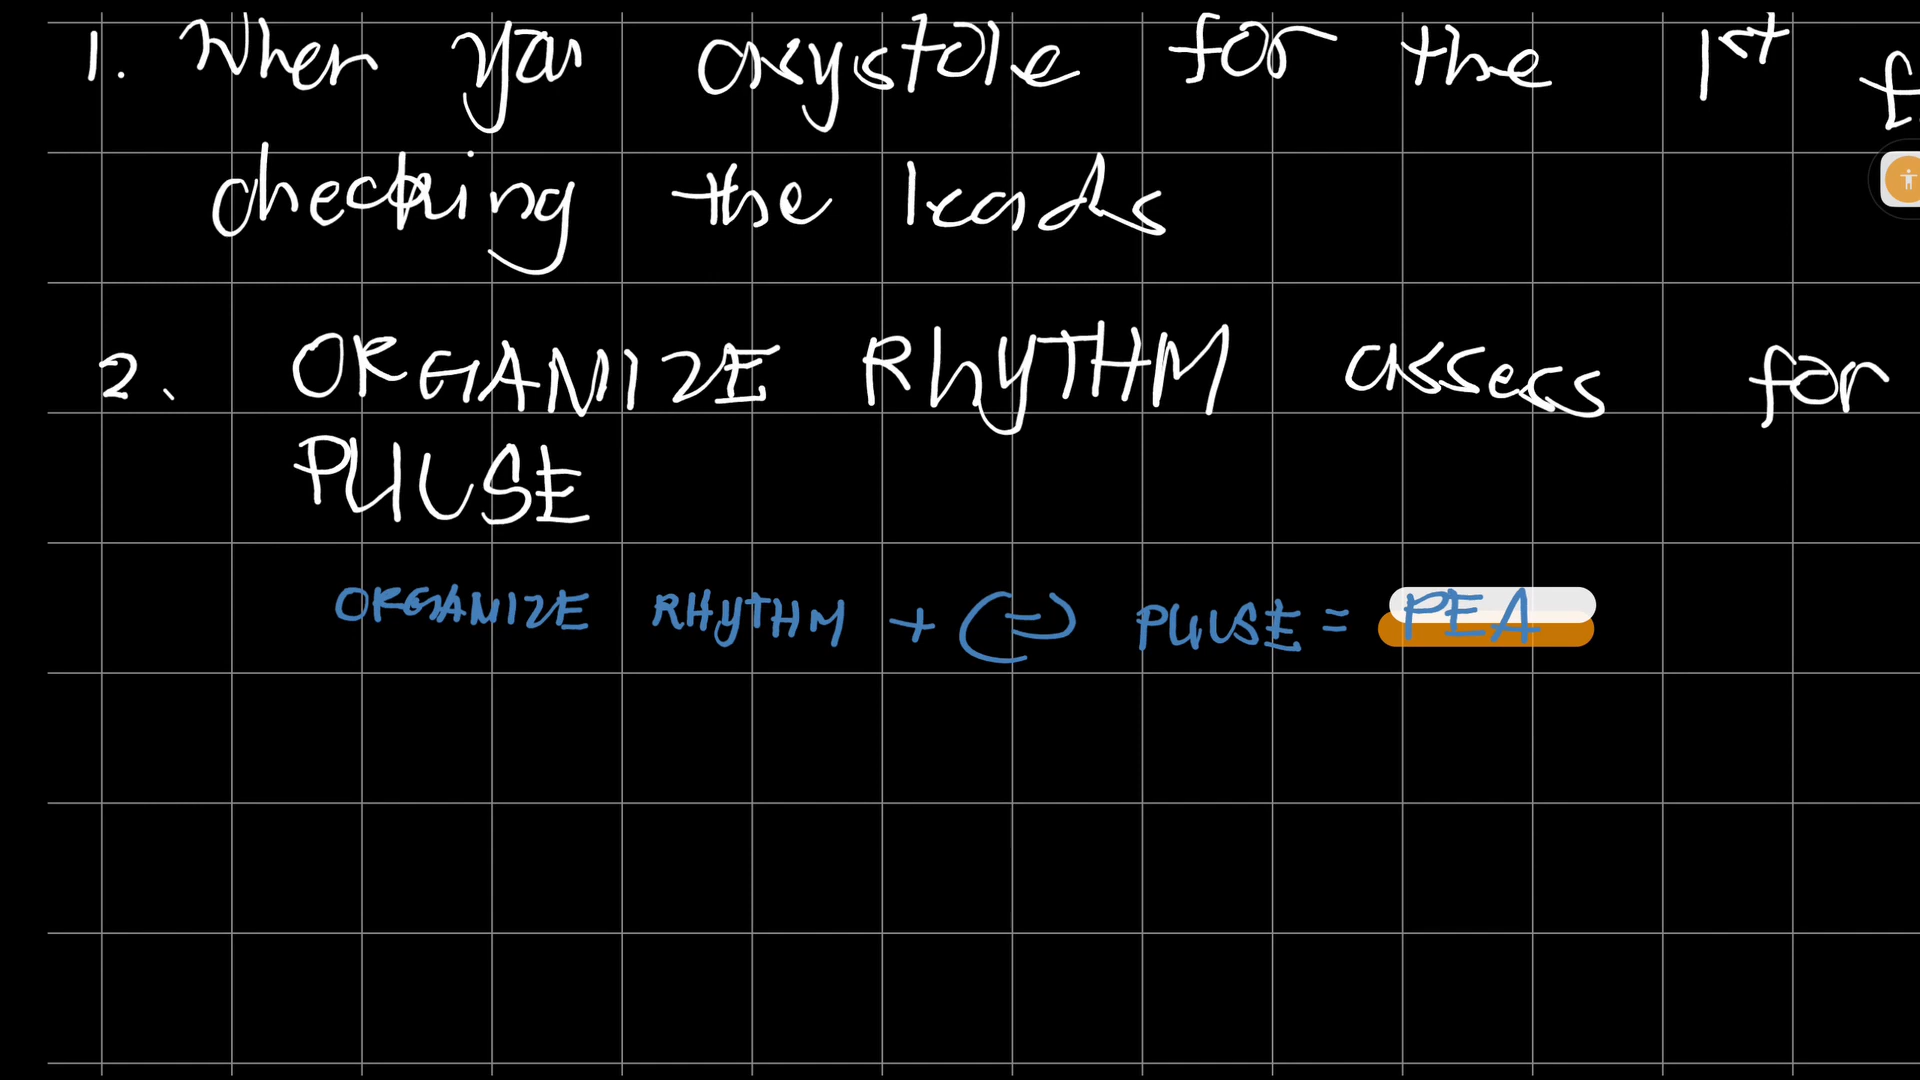 1. When you asystole for the 1st
checking the leads
2. ORGANIZE RhyTHM assess for
PULSE
ORGANIZE RHYTHM + (-) PULSE = PEA